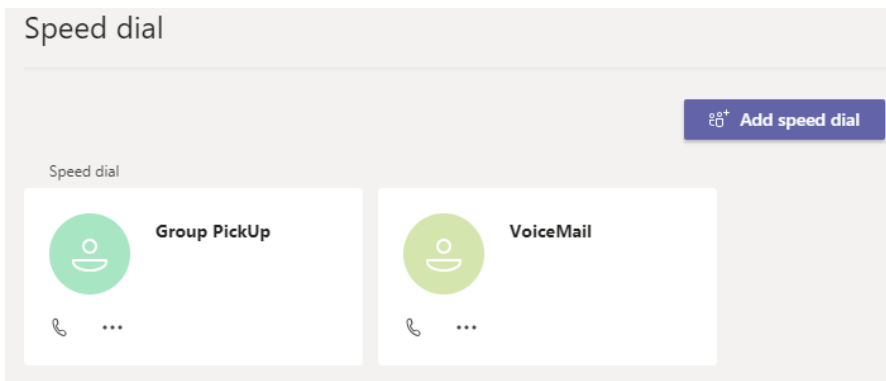 Speed dial
Add speed dial
Speed dial
Group PickUp
VoiceMail